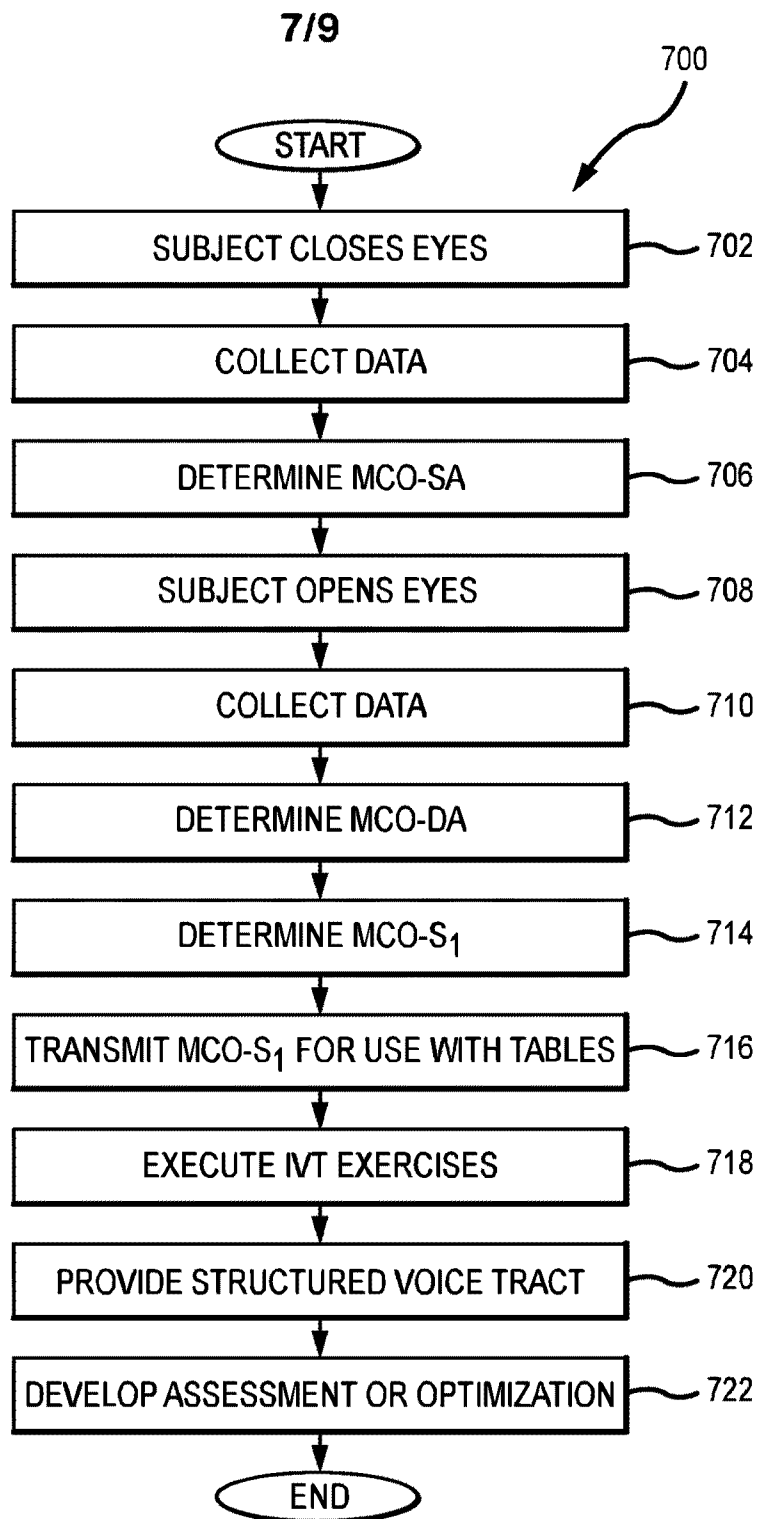 7/9
700
START
SUBJECT CLOSES EYES 702
COLLECT DATA 704
DETERMINE MCO-SA 706
SUBJECT OPENS EYES 708
COLLECT DATA 710
DETERMINE MCO-DA 712
DETERMINE MCO-S1 714
TRANSMIT MCO-S1 FOR USE WITH TABLES 716
EXECUTE IVT EXERCISES 718
PROVIDE STRUCTURED VOICE TRACT 720
DEVELOP ASSESSMENT OR OPTIMIZATION 722
END